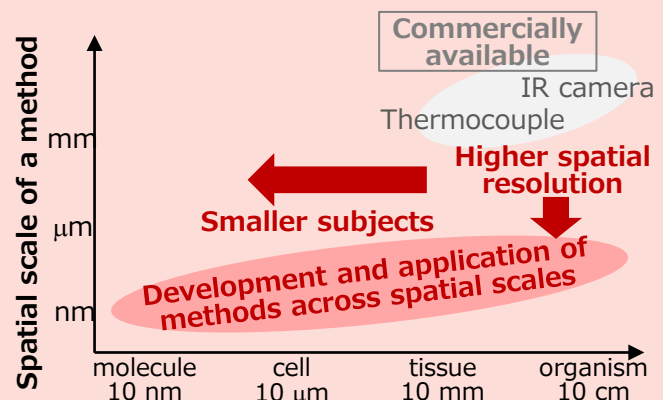 Commercially
available
IR camera
Thermocouple
Higher spatial
resolution
Smaller subjects
Development and application of
methods across spatial scales
Spatial scale of a method
mm
μm
nm
molecule
10 nm
cell
10 μm
tissue
10 mm
organism
10 cm